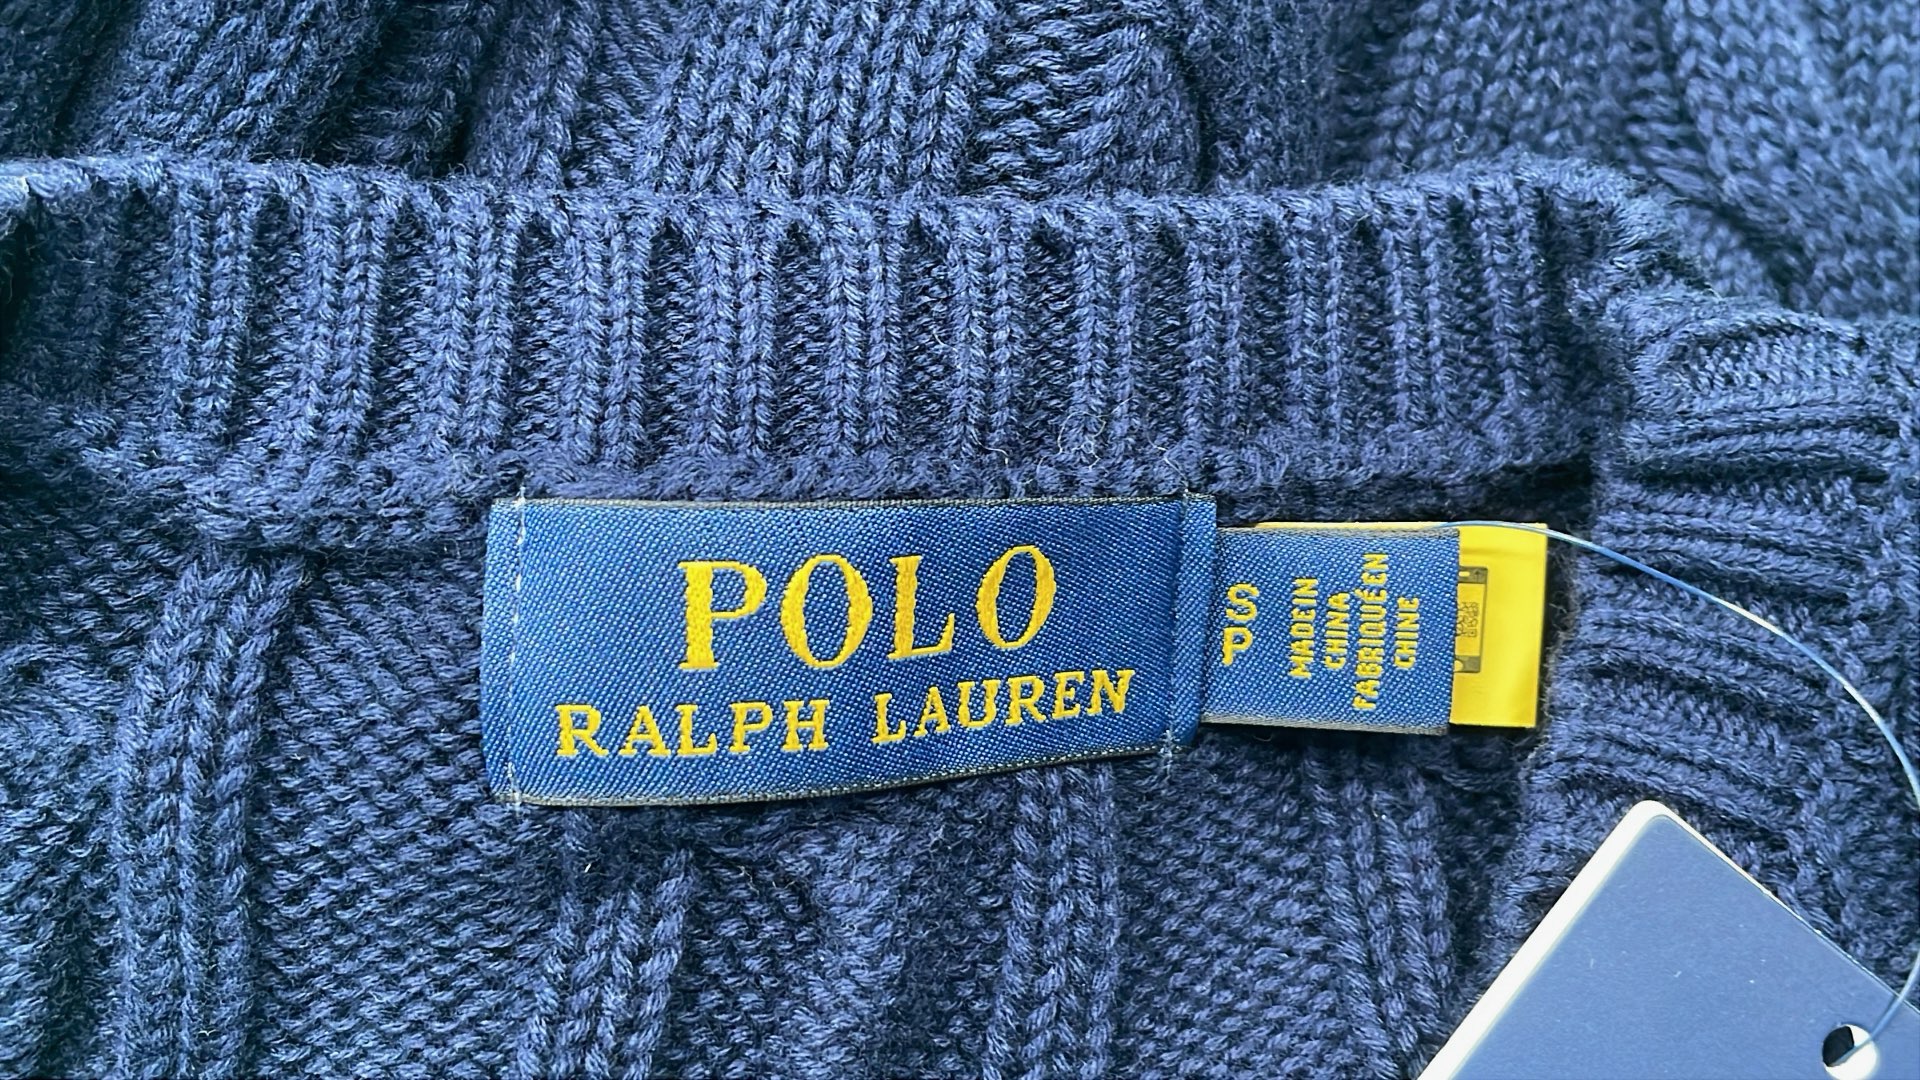 POLO
RALPH LAUREN
S
P
MADE IN
CHINA
FABRIQUÉ EN
CHINE